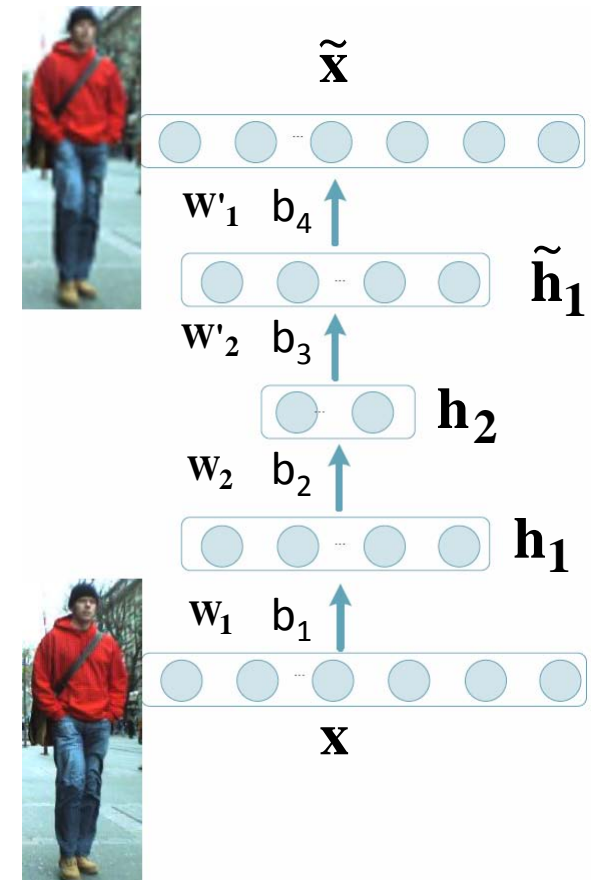 x̃
...
W'₁ b₄
...
h̃₁
W'₂ b₃
...
h₂
W₂ b₂
...
h₁
W₁ b₁
...
x